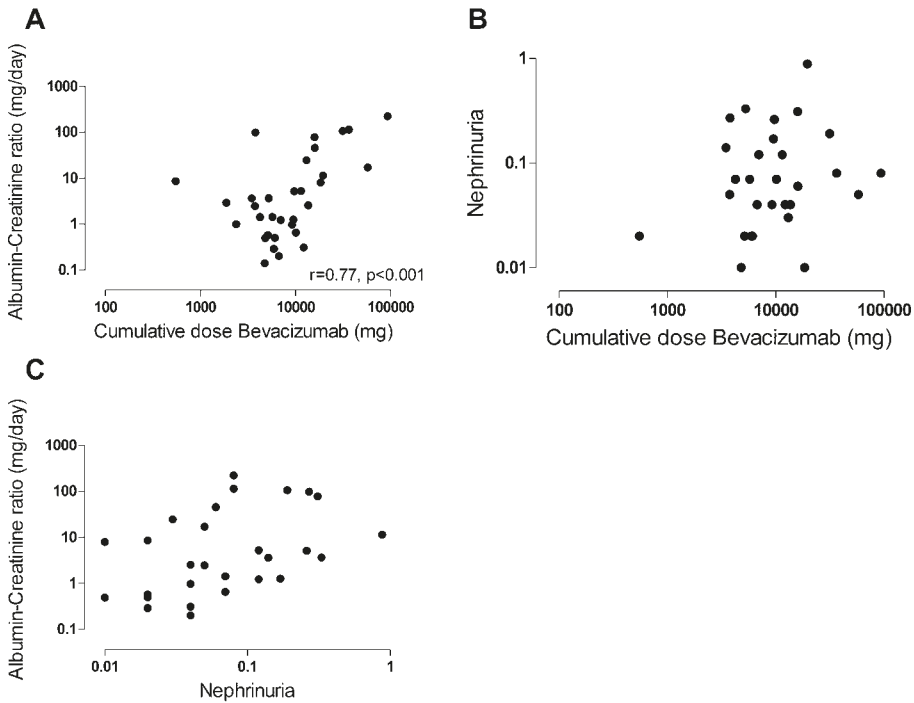 A
Albumin-Creatinine ratio (mg/day)
1000
100
10
1
0.1
r=0.77, p<0.001
100 1000 10000 100000
Cumulative dose Bevacizumab (mg)
B
Nephrinuria
1
0.1
0.01
100 1000 10000 100000
Cumulative dose Bevacizumab (mg)
C
Albumin-Creatinine ratio (mg/day)
1000
100
10
1
0.1
0.01 0.1 1
Nephrinuria